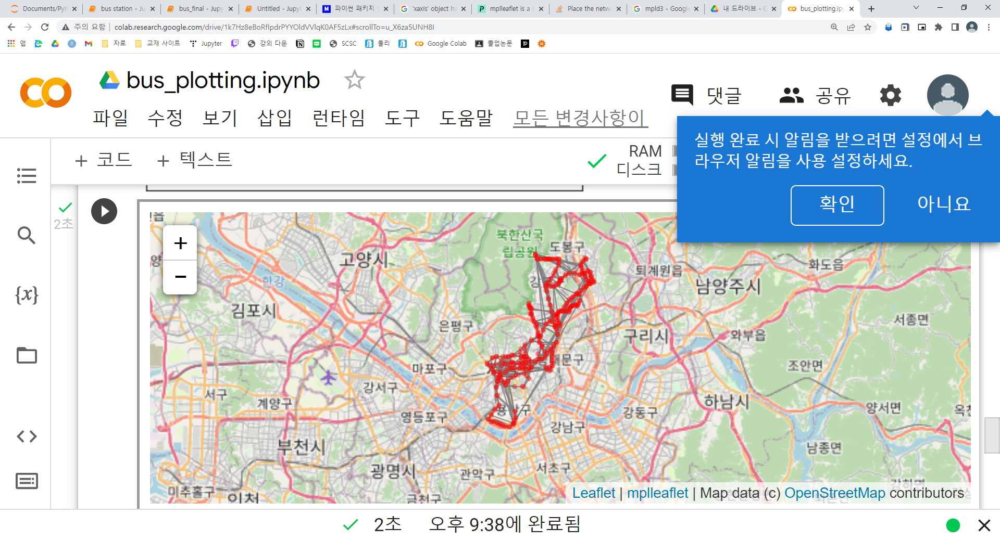 Documents/Pyt
bus station - Ju
bus_final - Jupy
Untitled - Jupyt
파이썬 패키지
'xaxis' object ha
mplleaflet is a P
Place the netwo
mpld3 - Google
내 드라이브 - G
bus_plotting.ipy
주의 요함
colab.research.google.com/drive/1k7Hz8eBoRfIpdrPYYOldVVlqK0AF5zLx#scrollTo=u_X6za5UNH8I
앱
자료
교재 사이트
Jupyter
강의 다운
SCSC
물리
Google Colab
졸업논문
bus_plotting.ipynb
댓글
공유
파일 수정 보기 삽입 런타임 도구 도움말 모든 변경사항이
실행 완료 시 알림을 받으려면 설정에서 브
라우저 알림을 사용 설정하세요.
확인
아니요
+ 코드 + 텍스트
RAM
디스크
2초
+
−
북한산국
립공원
도봉구
고양시
양
한강
퇴계원읍
화도읍
남양주시
강
김포시
은평구
서종면
구리시
와부읍
마포구
대문구
조안면
강서구
서구
계양구
하남시
양서면
영등포구
용
구
강동구
강남구
부천시
남종면
광명시
관악구
서초구
미추홀구
인천
금천구
Leaflet | mplleaflet | Map data (c) OpenStreetMap contributors
{x}
2초 오후 9:38에 완료됨